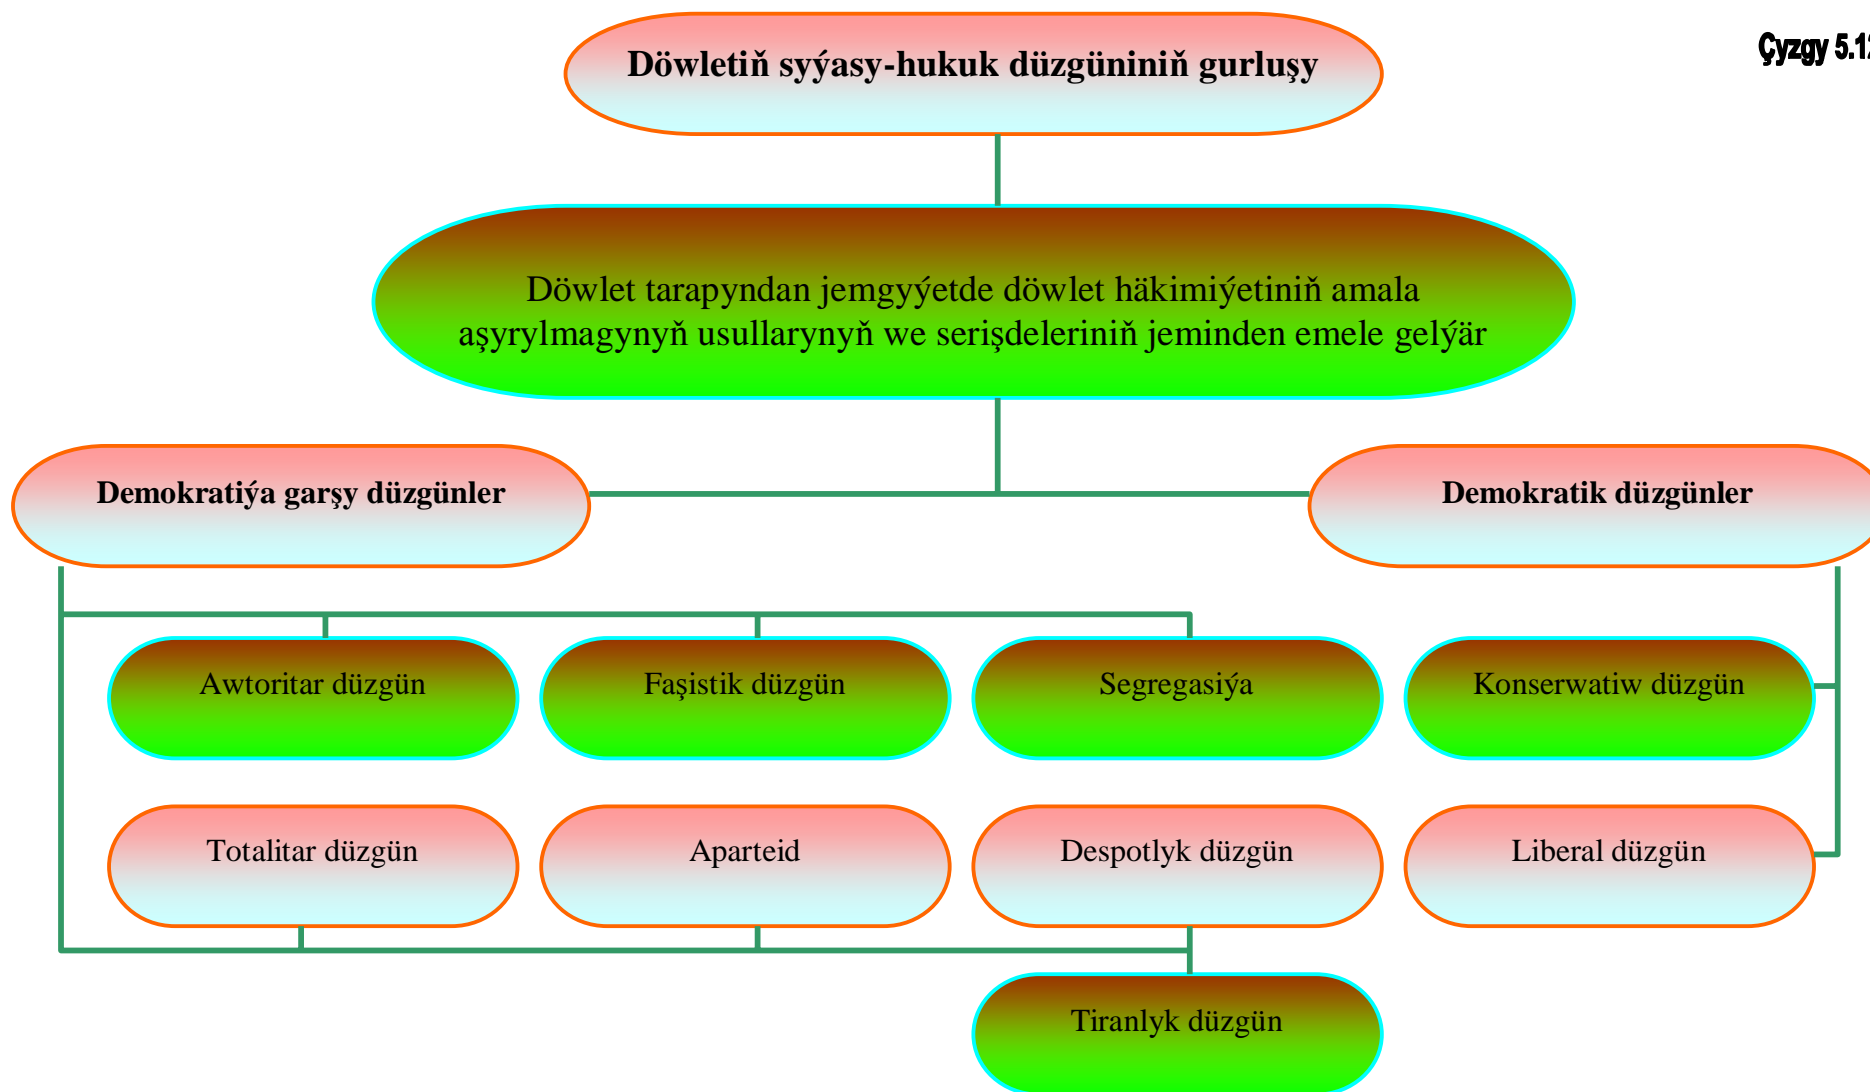 Döwletiň syýasy-hukuk düzgüniniň gurluşy
Çyzgy 5.12
Döwlet tarapyndan jemgyýetde döwlet häkimiýetiniň amala
aşyrylmagynyň usullarynyň we serişdeleriniň jeminden emele gelýär
Demokratiýa garşy düzgünler
Demokratik düzgünler
Awtoritar düzgün
Faşistik düzgün
Segregasiýa
Konserwatiw düzgün
Totalitar düzgün
Aparteid
Despotlyk düzgün
Liberal düzgün
Tiranlyk düzgün